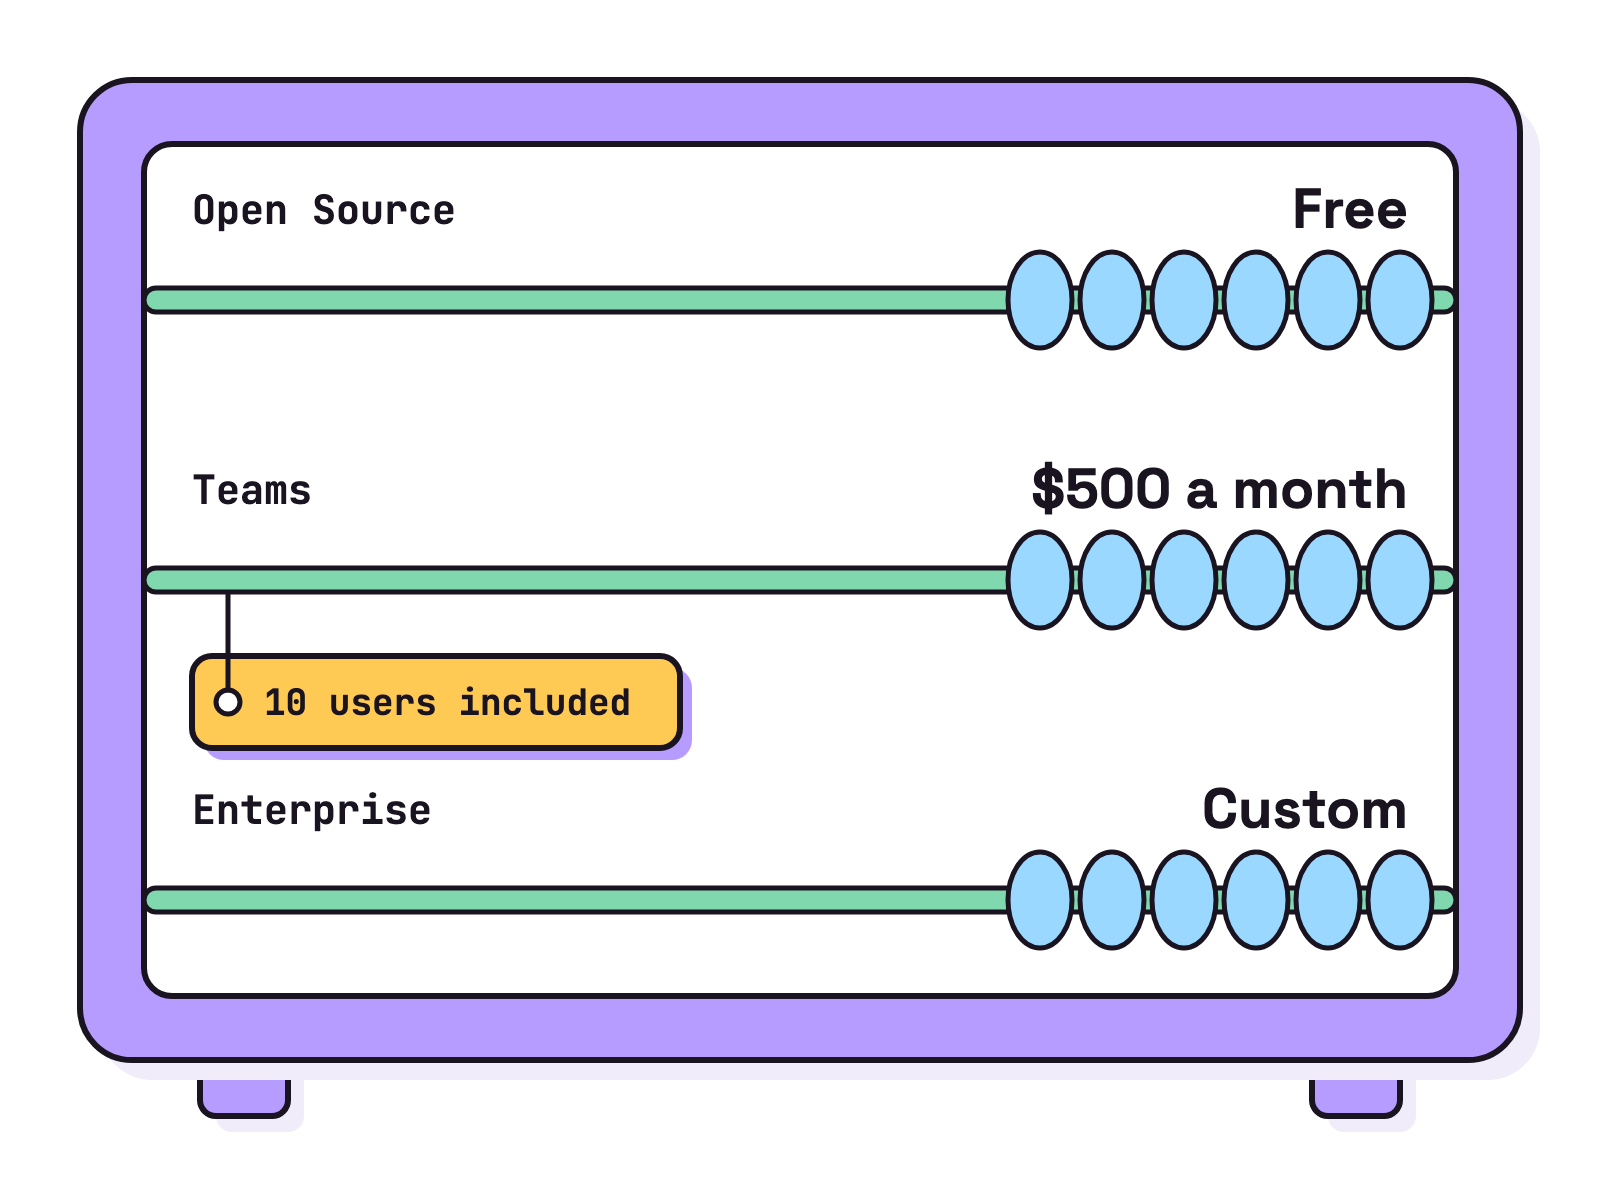 Open Source
Free
Teams
$500 a month
10 users included
Enterprise
Custom